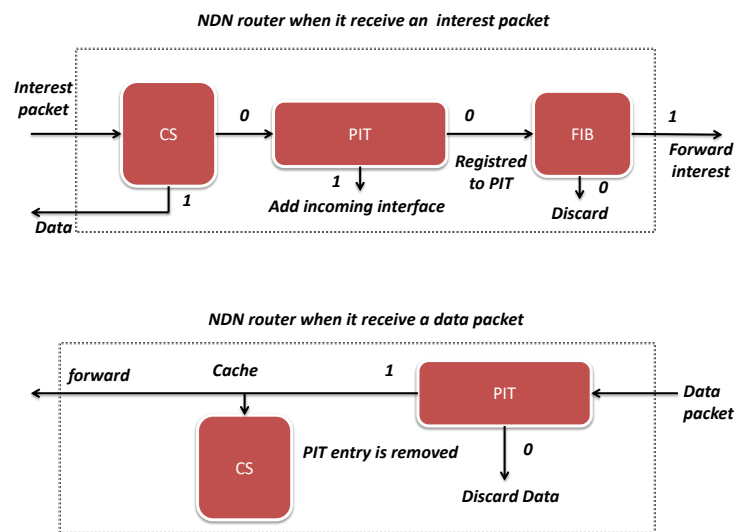 NDN router when it receive an interest packet
Interest
packet
CS
0
PIT
0
FIB
1
Forward
interest
Registred
to PIT
1
Add incoming interface
0
Discard
1
Data
NDN router when it receive a data packet
forward
Cache
1
PIT
Data
packet
CS
PIT entry is removed
0
Discard Data